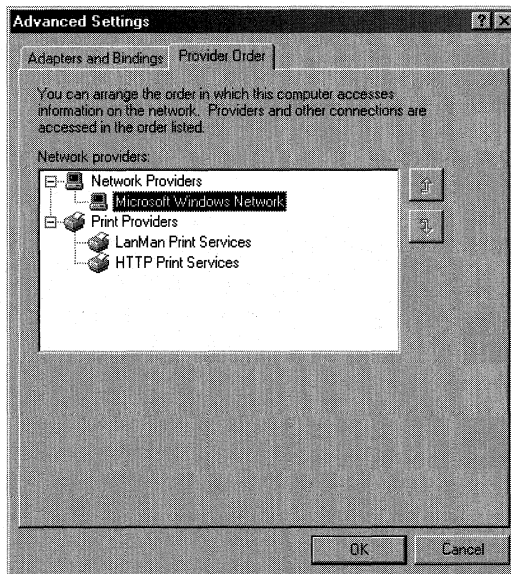 Advanced Settings
Adapters and Bindings
Provider Order
You can arrange the order in which this computer accesses
information on the network. Providers and other connections are
accessed in the order listed.
Network providers:
Network Providers
Microsoft Windows Network
Print Providers
LanMan Print Services
HTTP Print Services
OK
Cancel